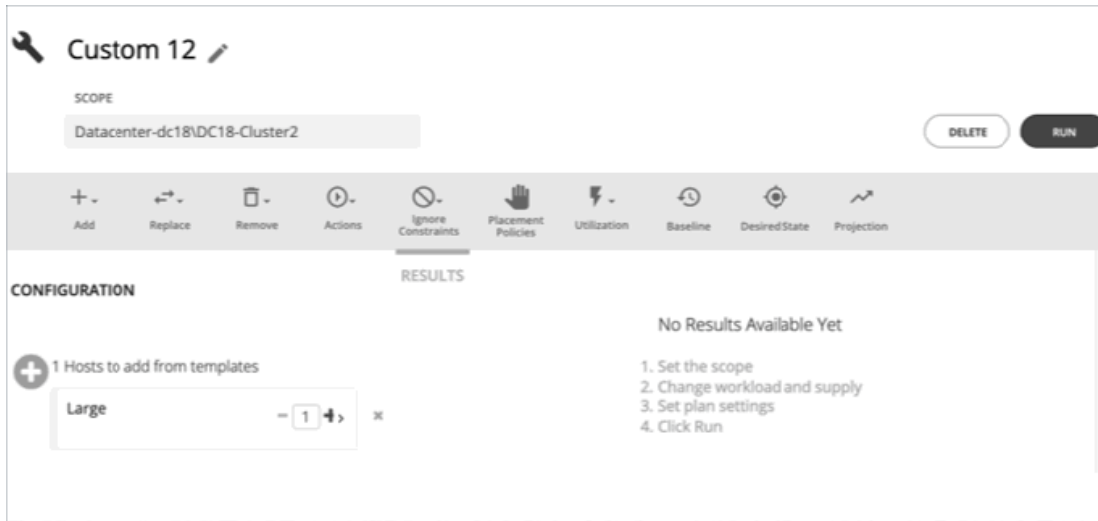 Custom 12
SCOPE
Datacenter-dc18\DC18-Cluster2
DELETE
RUN
Add
Replace
Remove
Actions
Ignore
Constraints
Placement
Policies
Utilization
Baseline
Desired State
Projection
RESULTS
CONFIGURATION
No Results Available Yet
1 Hosts to add from templates
1. Set the scope
2. Change workload and supply
3. Set plan settings
4. Click Run
Large
1